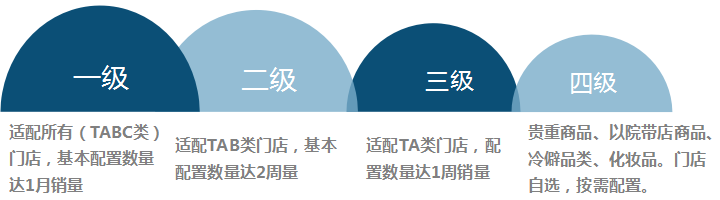 一级
二级
三级
四级
适配所有（TABC类）
门店，基本配置数量
达1月销量
适配TAB类门店，基本
配置数量达2周量
适配TA类门店，配
置数量达1周销量
贵重商品、以院带店商品、
冷僻品类、化妆品。门店
自选，按需配置。